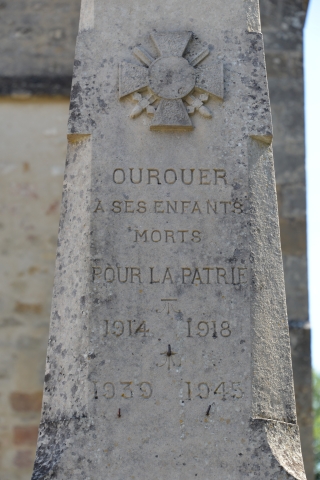 OUROUER
A SES ENFANTS
MORTS
POUR LA PATRIE
1914 1918
1939 1945